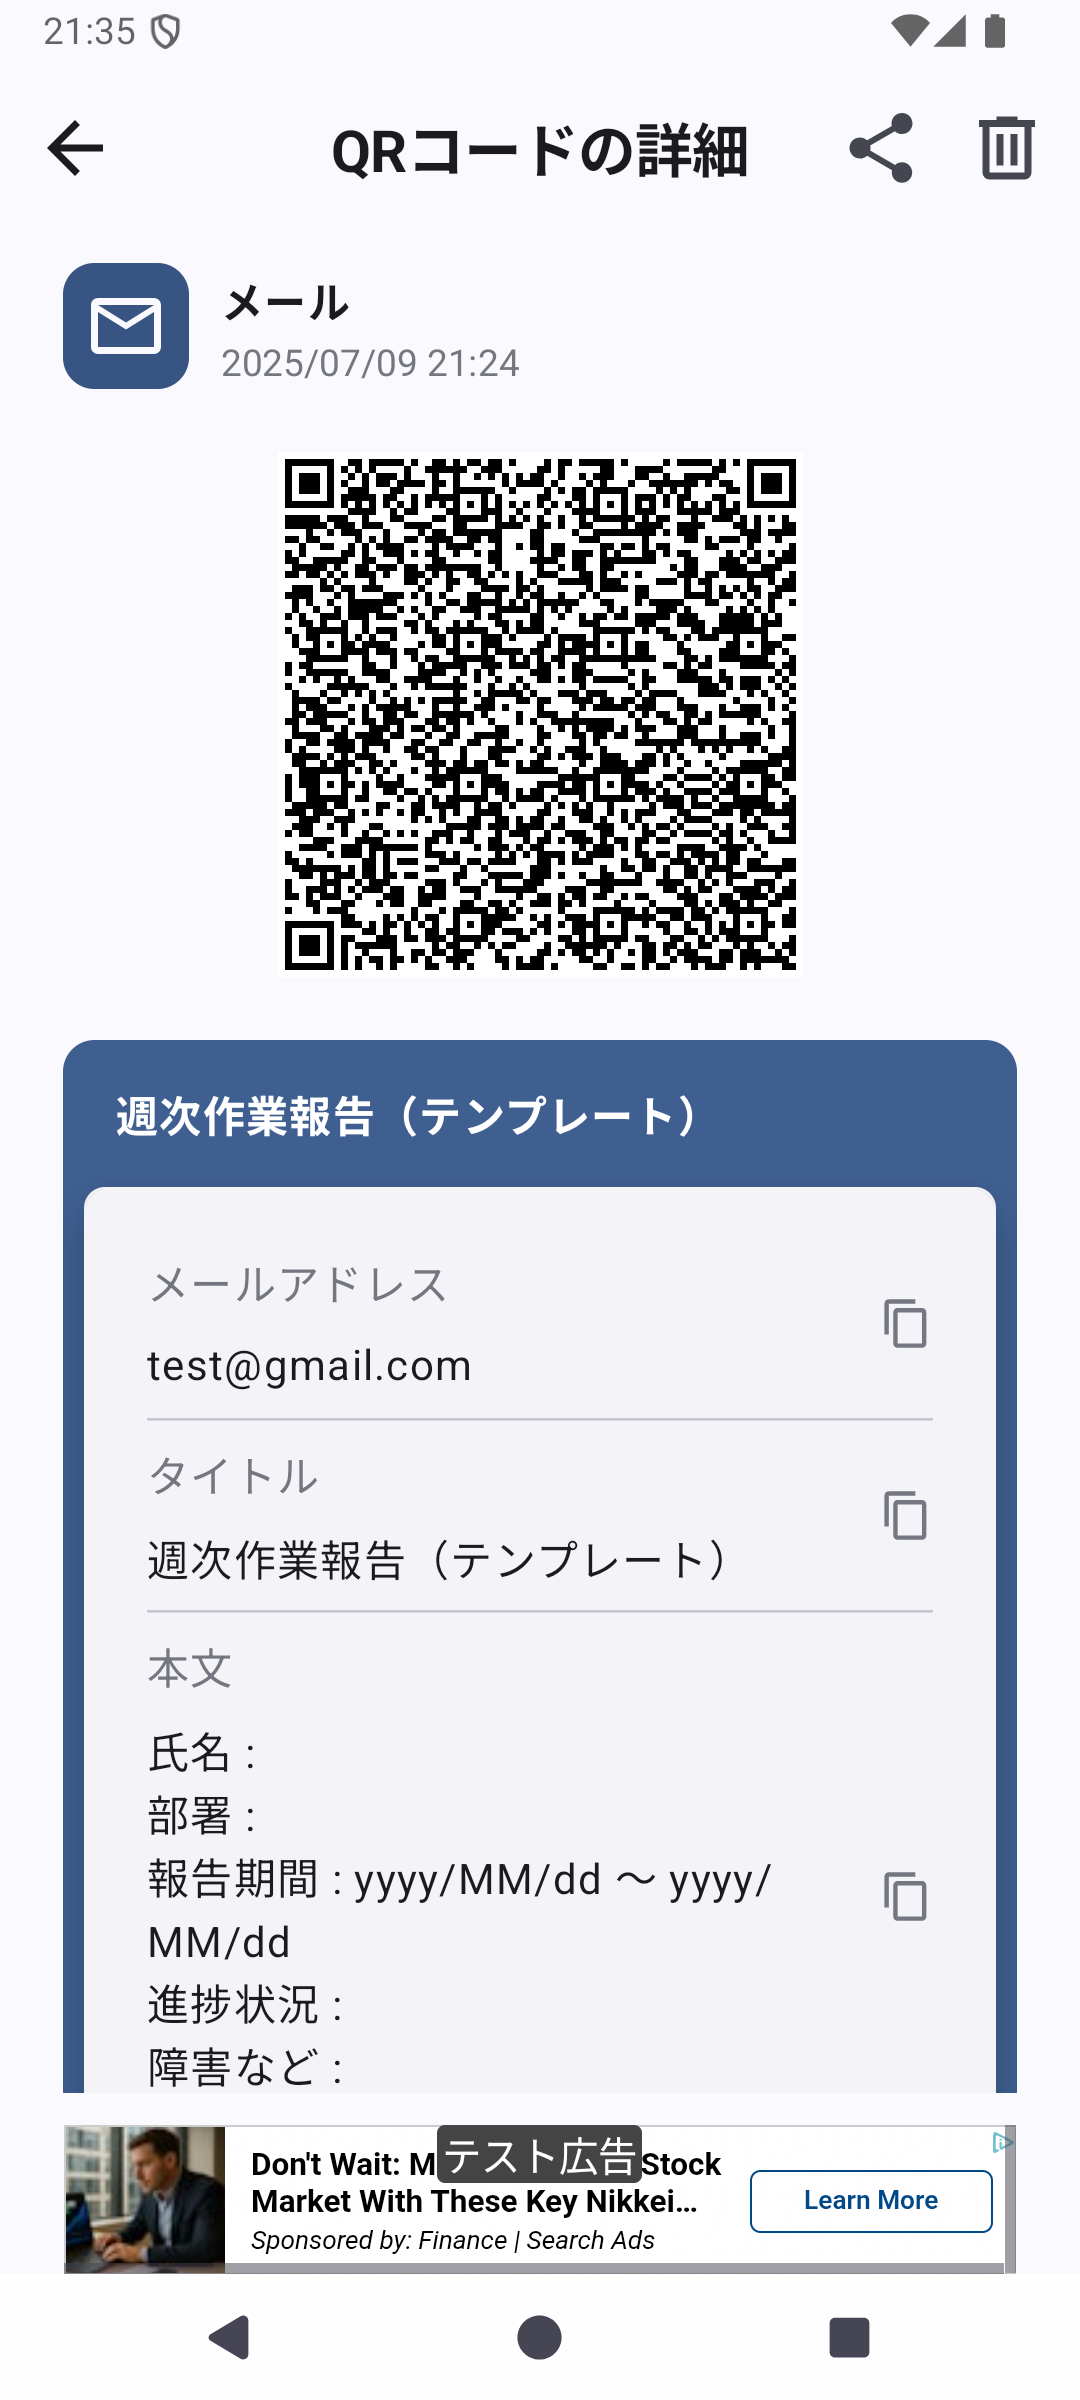 21:35
QRコードの詳細
メール
2025/07/09 21:24
週次作業報告（テンプレート）
メールアドレス
test@gmail.com
タイトル
週次作業報告（テンプレート）
本文
氏名 :
部署 :
報告期間 : yyyy/MM/dd 〜 yyyy/
MM/dd
進捗状況 :
障害など :
テスト広告
Don't Wait: M Stock
Market With These Key Nikkei...
Sponsored by: Finance | Search Ads
Learn More